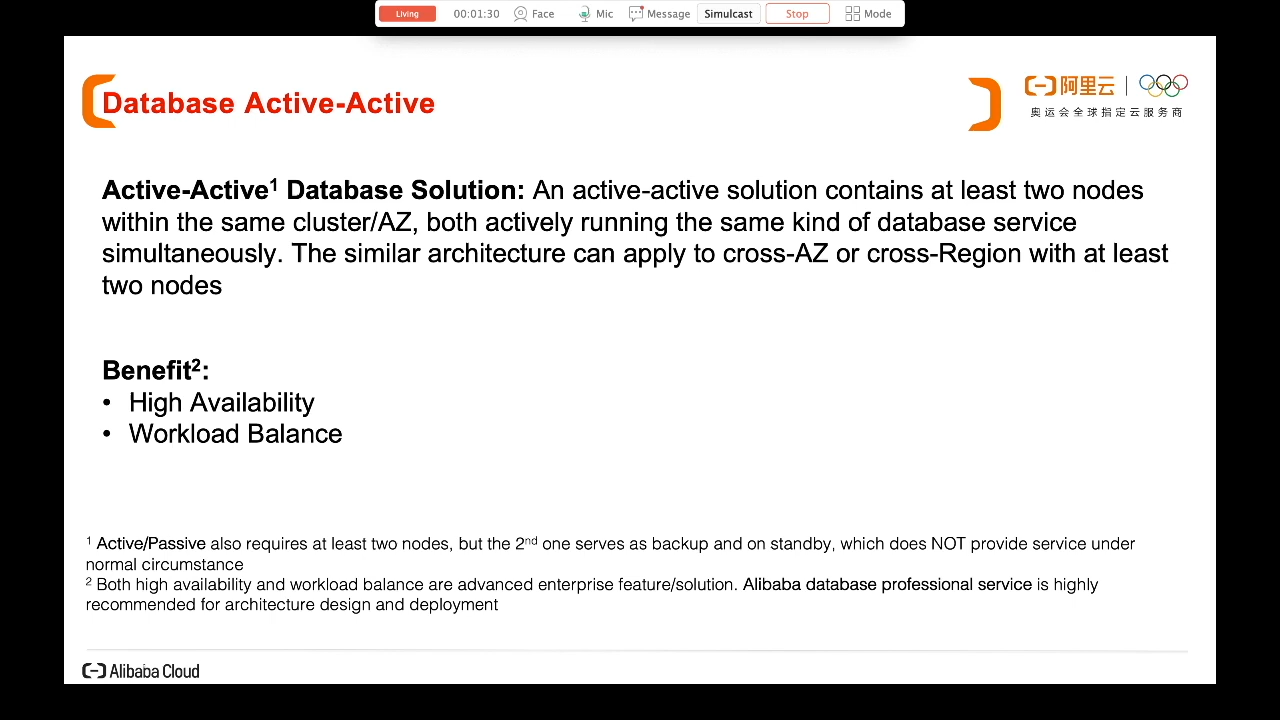 Living 00:01:30 Face Mic Message Simulcast Stop Mode
Database Active-Active
阿里云
奥运会全球指定云服务商
Active-Active¹ Database Solution: An active-active solution contains at least two nodes
within the same cluster/AZ, both actively running the same kind of database service
simultaneously. The similar architecture can apply to cross-AZ or cross-Region with at least
two nodes
Benefit²:
• High Availability
• Workload Balance
¹ Active/Passive also requires at least two nodes, but the 2nd one serves as backup and on standby, which does NOT provide service under
normal circumstance
² Both high availability and workload balance are advanced enterprise feature/solution. Alibaba database professional service is highly
recommended for architecture design and deployment
Alibaba Cloud